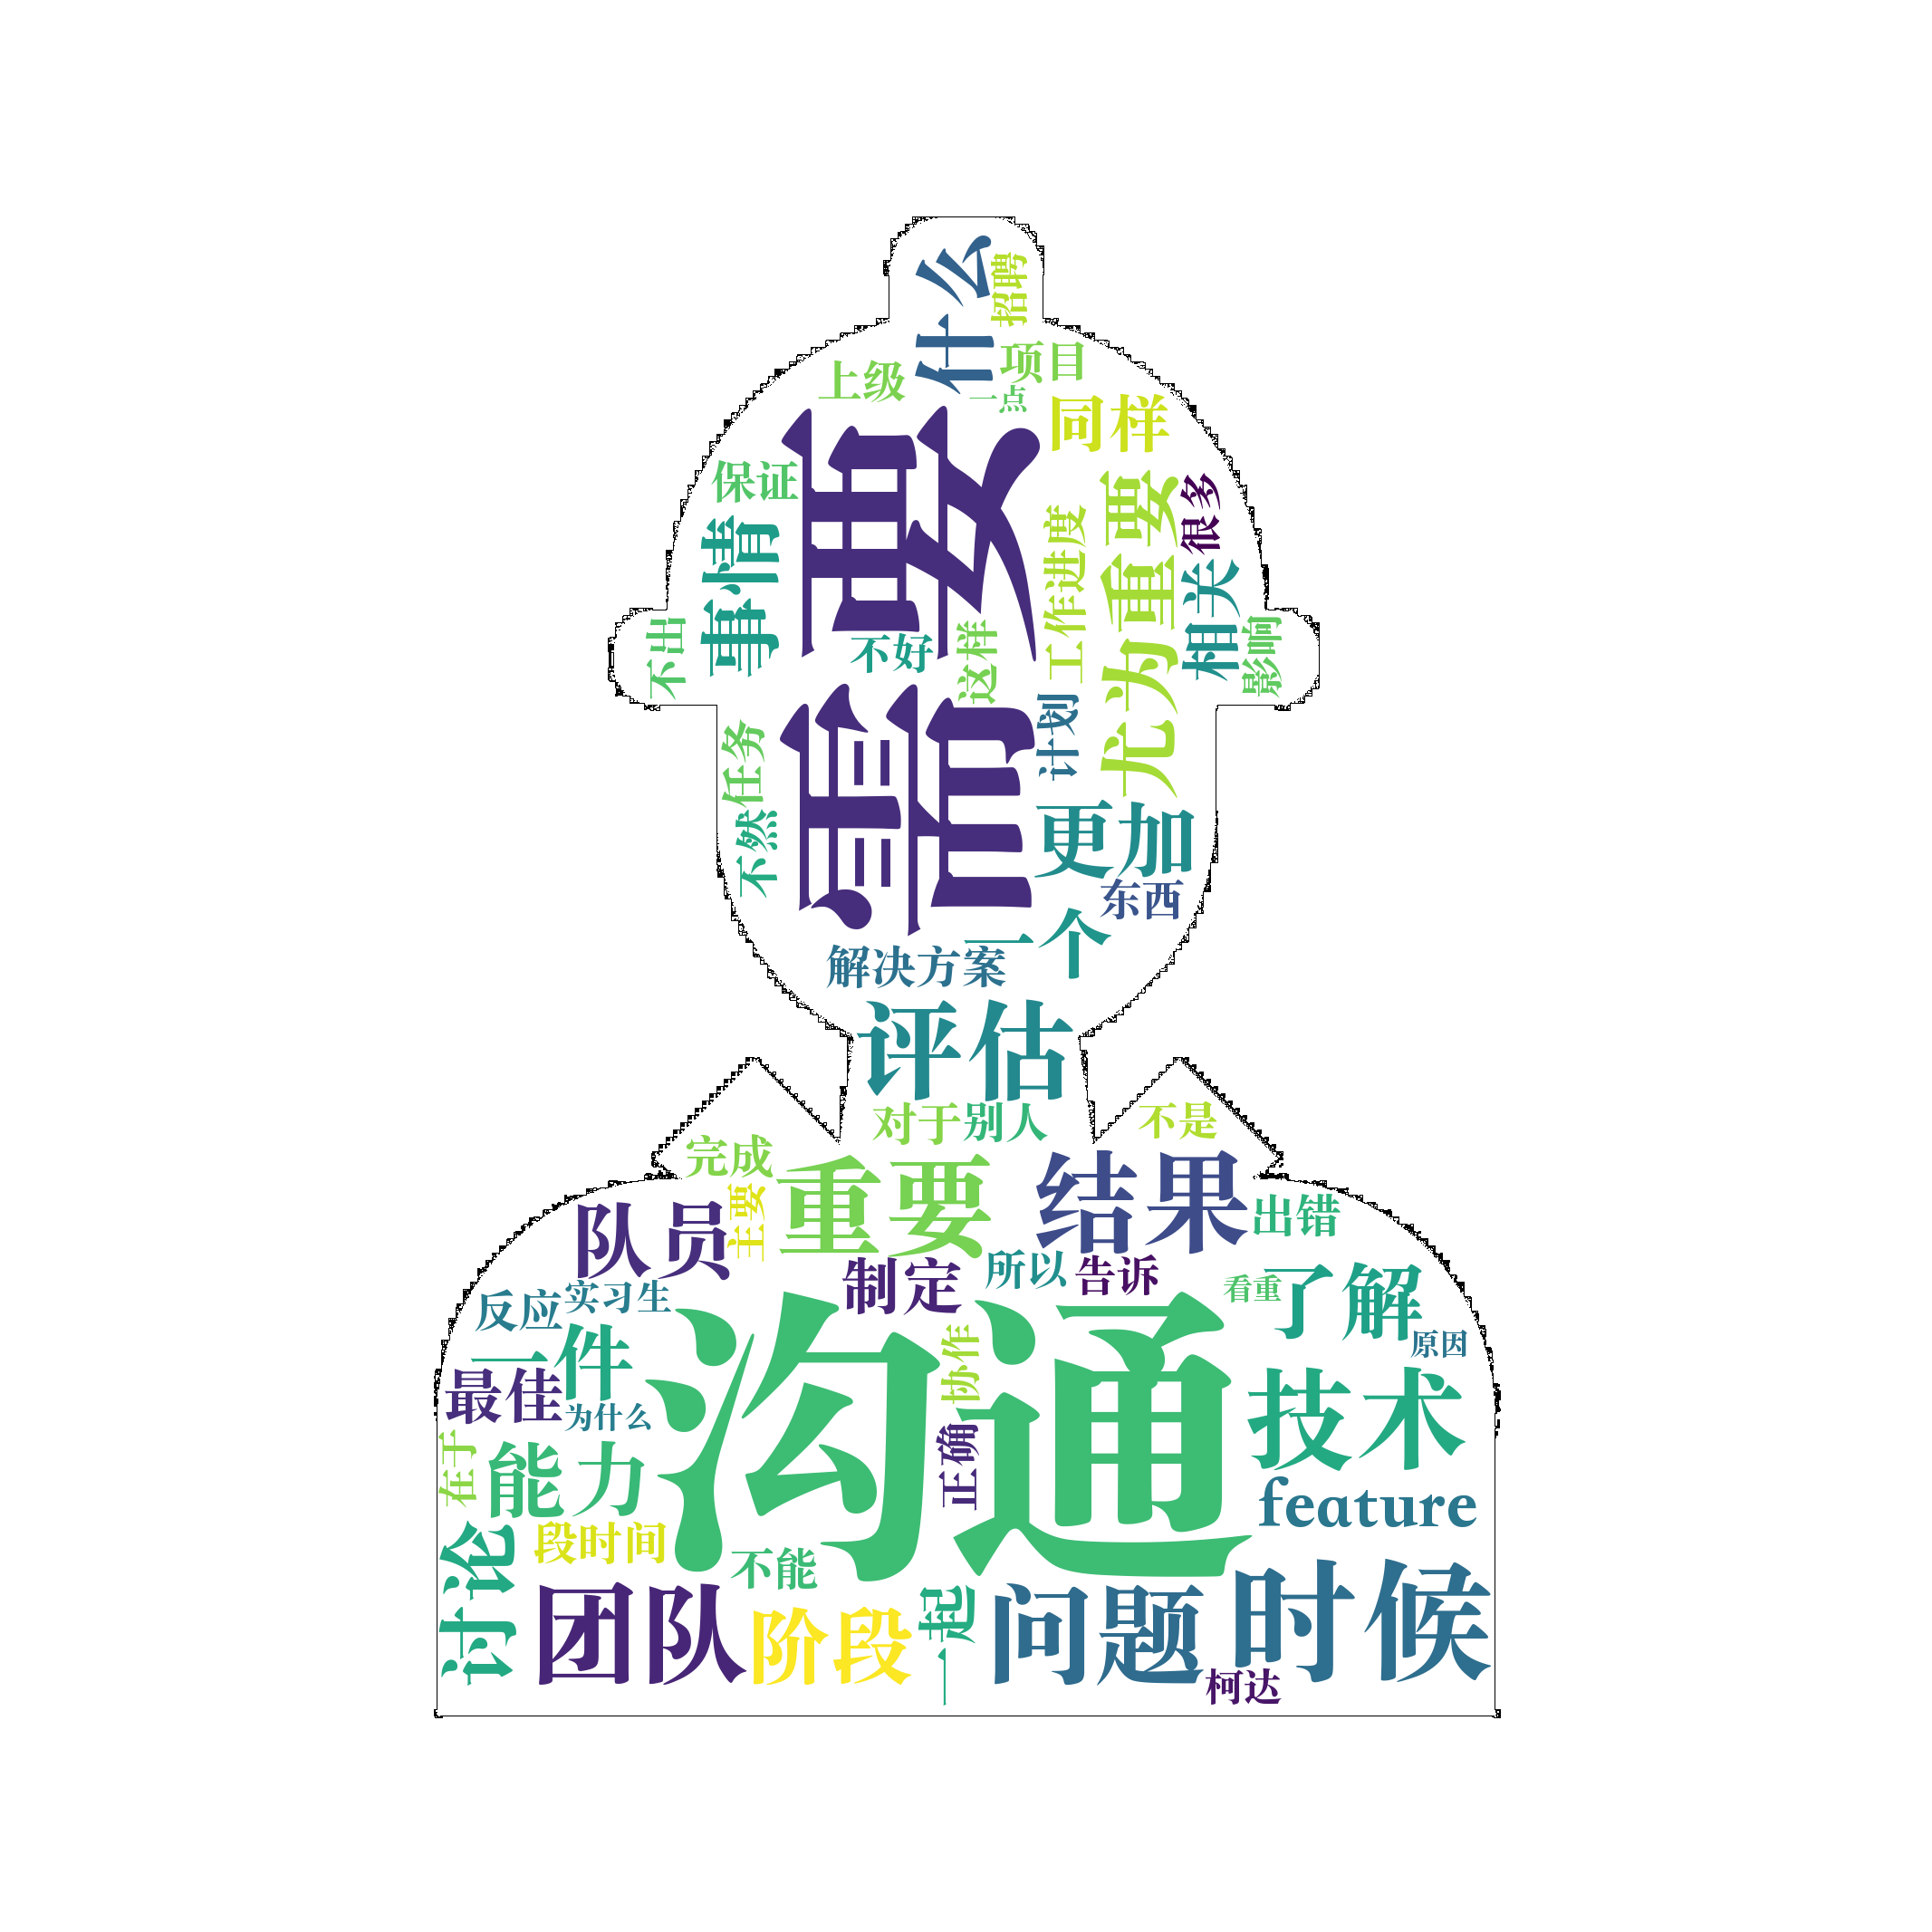 什么
招聘
项目
上级
一点
同样
保证
需要
尤为重要
很多
工作进度
事情
相关
影响
不出
不好
这样
计划
任务
不然
更加
东西
一个
解决方案
评估
对于
别人
不是
完成
重要
结果
主要
队员
出错
所以
告诉
制定
看重
了解
反应
实习生
原因
一件
协作
沟通
最佳
为什么
技术
正确
在于
能力
feature
讨论
段时间
不能
时候
团队
阶段
一起
问题
柯达